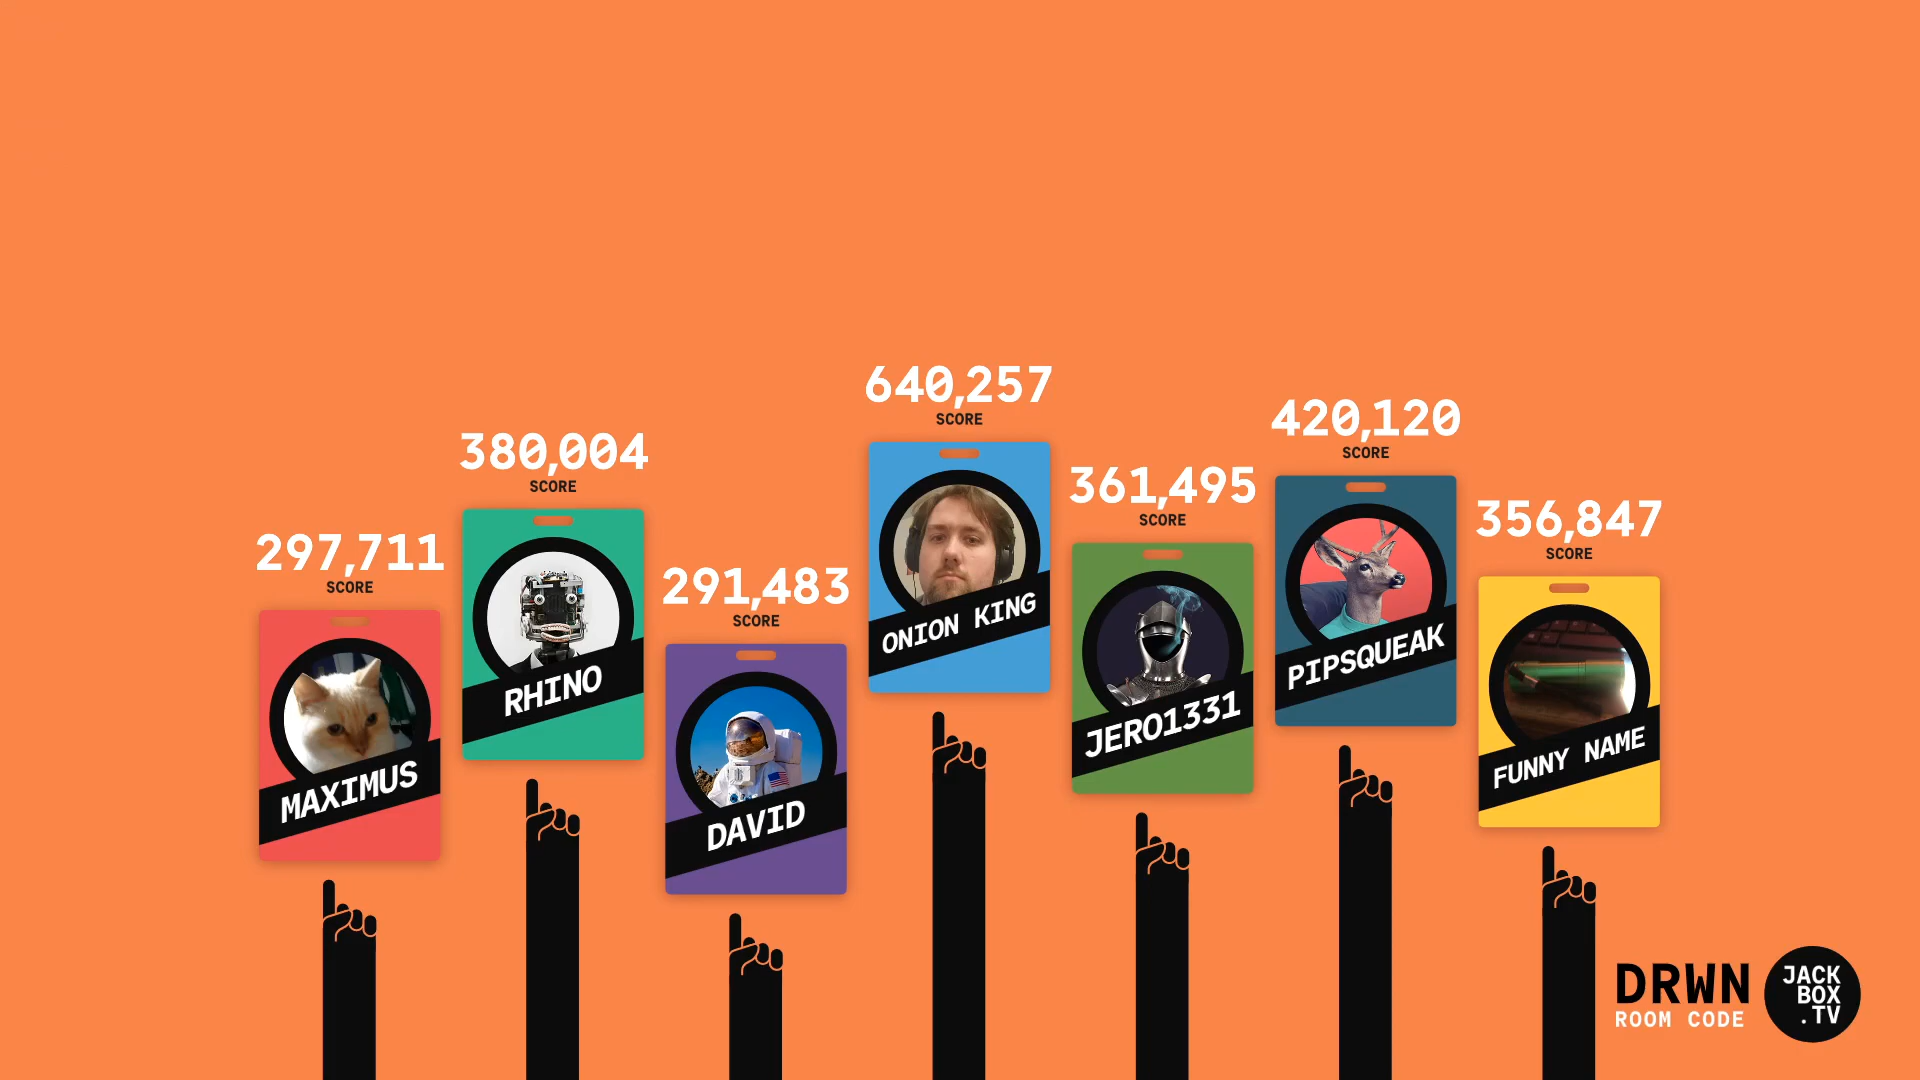 297,711
SCORE
MAXIMUS
380,004
SCORE
RHINO
291,483
SCORE
DAVID
640,257
SCORE
ONION KING
361,495
SCORE
JERO1331
420,120
SCORE
PIPSQUEAK
356,847
SCORE
FUNNY NAME
DRWN
ROOM CODE
JACK
BOX
.TV